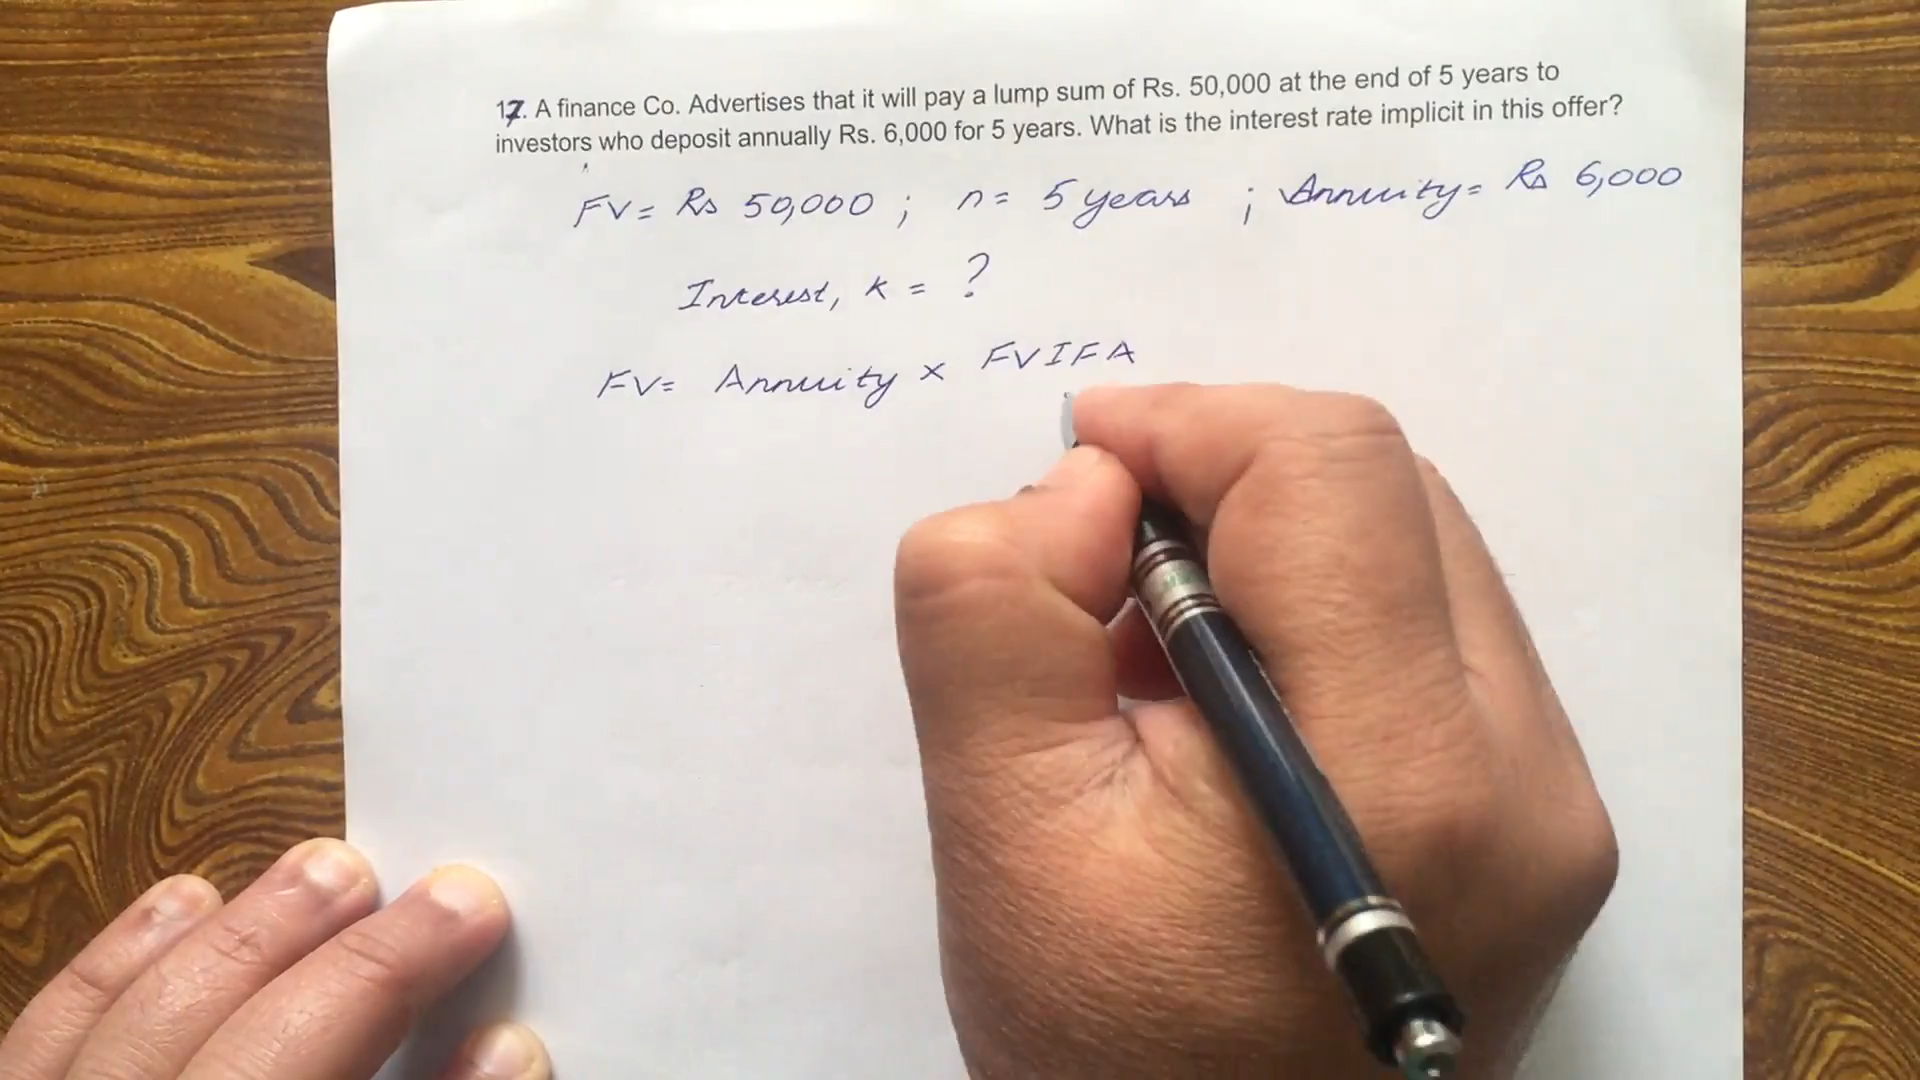 17. A finance Co. Advertises that it will pay a lump sum of Rs. 50,000 at the end of 5 years to
investors who deposit annually Rs. 6,000 for 5 years. What is the interest rate implicit in this offer?
FV = Rs 50,000 ; n = 5 years ; Annuity = Rs 6,000
Interest, k = ?
FV = Annuity × FVIFA